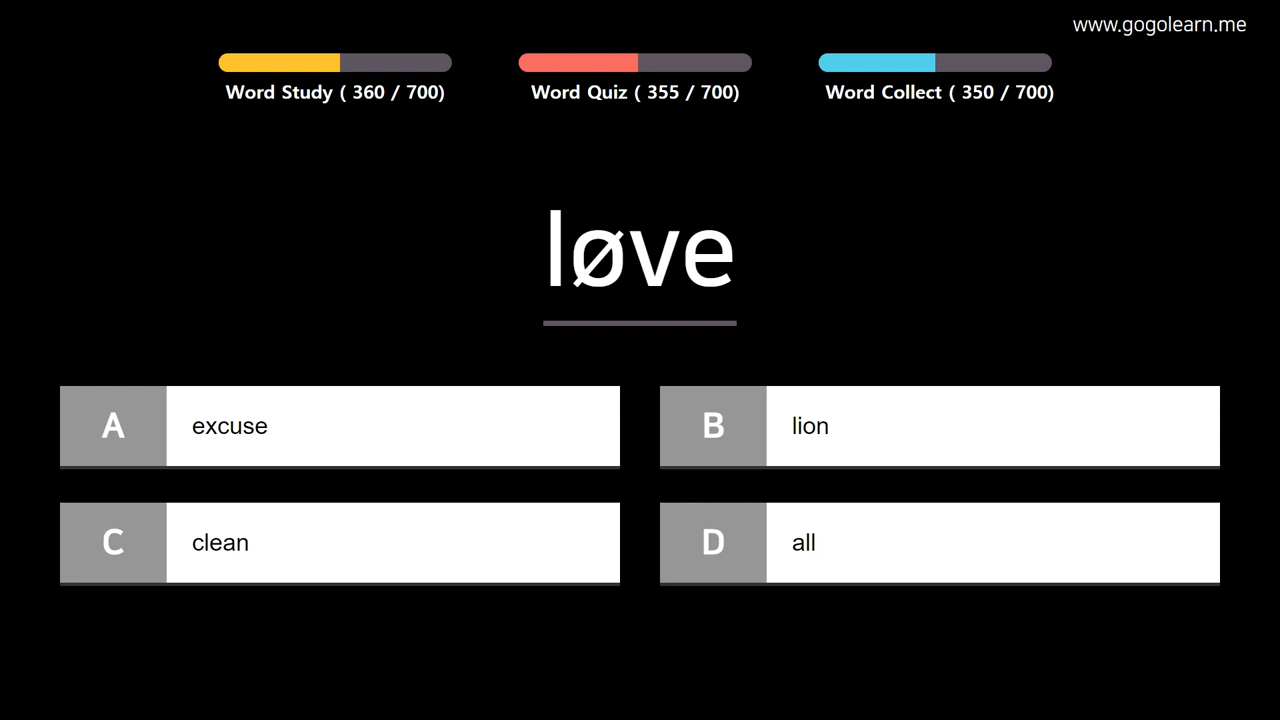 www.gogolearn.me
Word Study ( 360 / 700)
Word Quiz ( 355 / 700)
Word Collect ( 350 / 700)
løve
A excuse
B lion
C clean
D all